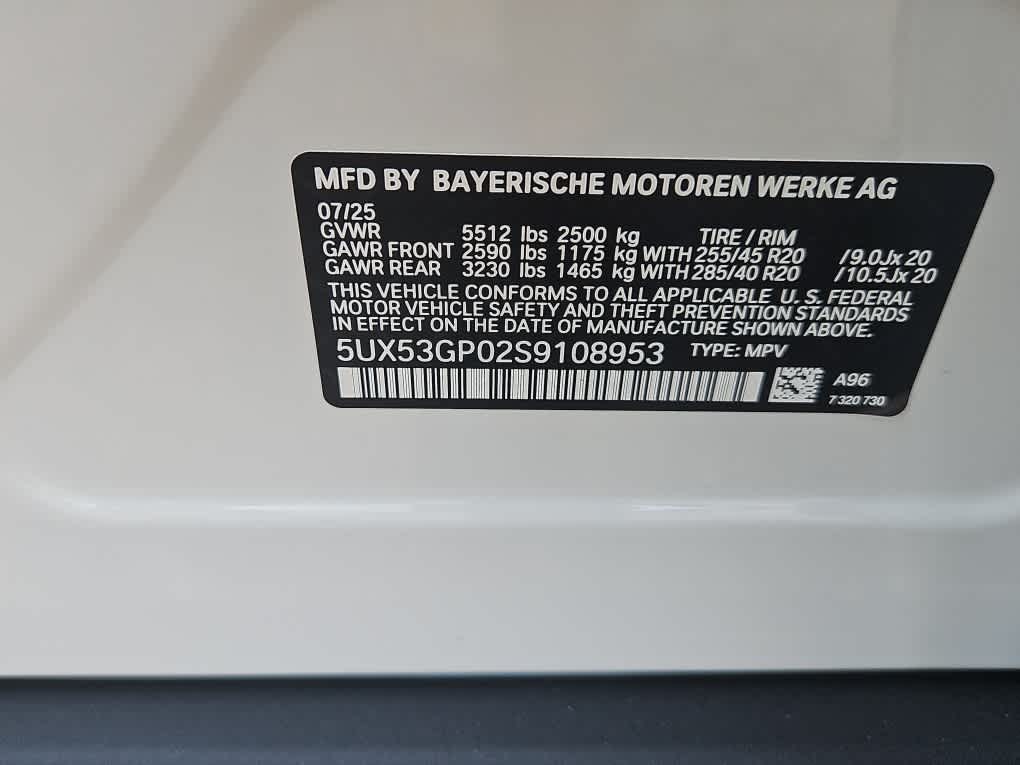 MFD BY BAYERISCHE MOTOREN WERKE AG
07/25
GVWR 5512 lbs 2500 kg TIRE / RIM
GAWR FRONT 2590 lbs 1175 kg WITH 255/45 R20 /9.0Jx 20
GAWR REAR 3230 lbs 1465 kg WITH 285/40 R20 /10.5Jx 20
THIS VEHICLE CONFORMS TO ALL APPLICABLE U. S. FEDERAL
MOTOR VEHICLE SAFETY AND THEFT PREVENTION STANDARDS
IN EFFECT ON THE DATE OF MANUFACTURE SHOWN ABOVE.
5UX53GP02S9108953 TYPE: MPV
A96
7 320 730